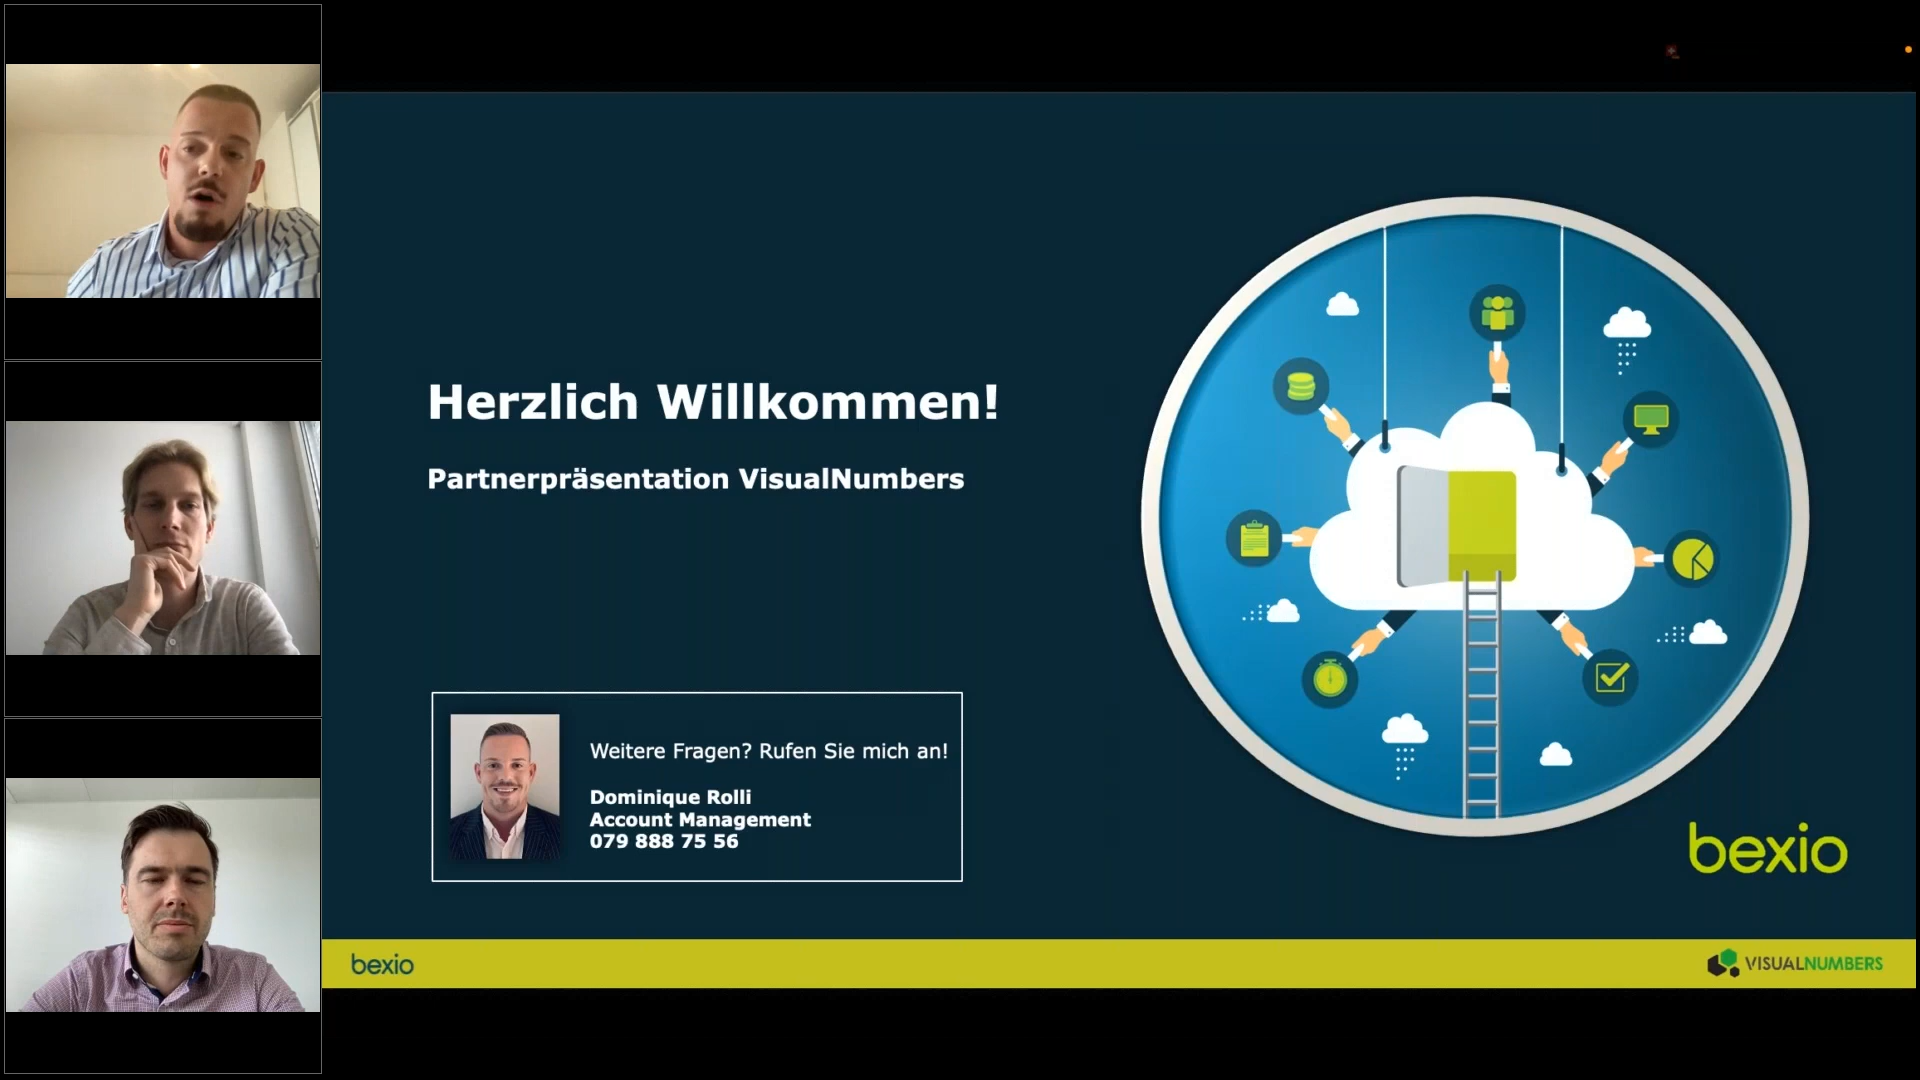 Herzlich Willkommen!
Partnerpräsentation VisualNumbers
Weitere Fragen? Rufen Sie mich an!
Dominique Rolli
Account Management
079 888 75 56
bexio
bexio
VISUALNUMBERS